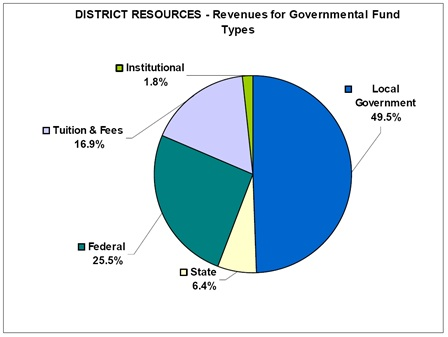 DISTRICT RESOURCES - Revenues for Governmental Fund
Types
Institutional
1.8%
Local
Government
49.5%
Tuition & Fees
16.9%
Federal
25.5%
State
6.4%